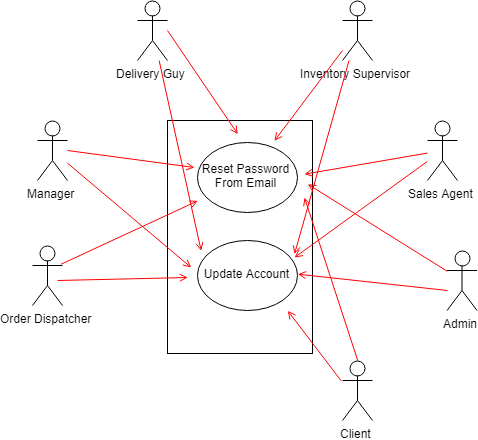 Delivery Guy
Inventory Supervisor
Reset Password
From Email
Manager
Sales Agent
Update Account
Order Dispatcher
Admin
Client